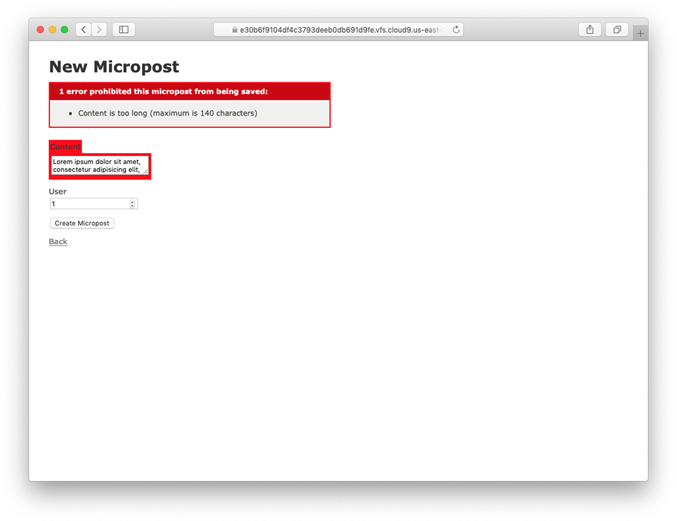 e30b6f9104df4c3793deeb0db691d9fe.vfs.cloud9.us-east-
New Micropost
1 error prohibited this micropost from being saved:
Content is too long (maximum is 140 characters)
Content
Lorem ipsum dolor sit amet,
consectetur adipisicing elit,
User
1
Create Micropost
Back